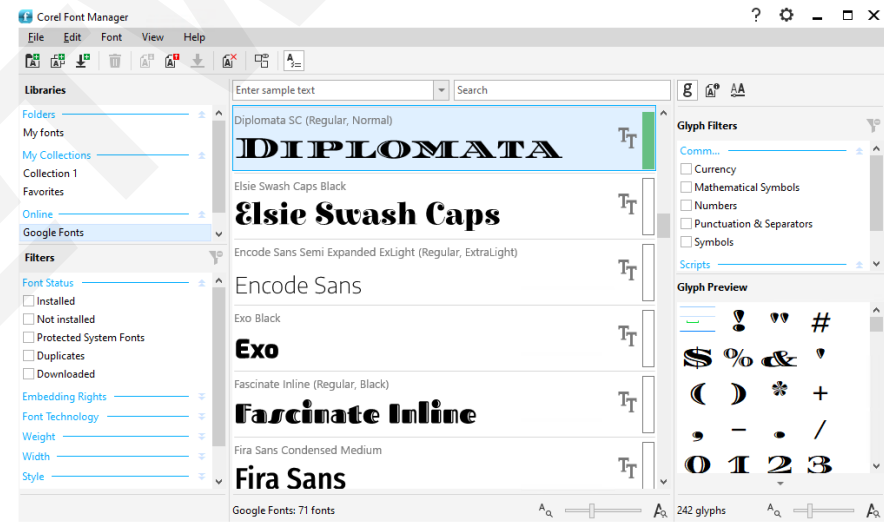 Corel Font Manager
File Edit Font View Help
Libraries
Folders
My fonts
My Collections
Collection 1
Favorites
Online
Google Fonts
Filters
Font Status
Installed
Not installed
Protected System Fonts
Duplicates
Downloaded
Embedding Rights
Font Technology
Weight
Width
Style
Enter sample text
Search
Diplomata SC (Regular, Normal)
Diplomata
Elsie Swash Caps Black
Elsie Swash Caps
Encode Sans Semi Expanded ExLight (Regular, ExtraLight)
Encode Sans
Exo Black
Exo
Fascinate Inline (Regular, Black)
Fascinate Inline
Fira Sans Condensed Medium
Fira Sans
Google Fonts: 71 fonts
Glyph Filters
Comm...
Currency
Mathematical Symbols
Numbers
Punctuation & Separators
Symbols
Scripts
Glyph Preview
! " #
$ % & '
( ) * +
, - . /
0 1 2 3
242 glyphs